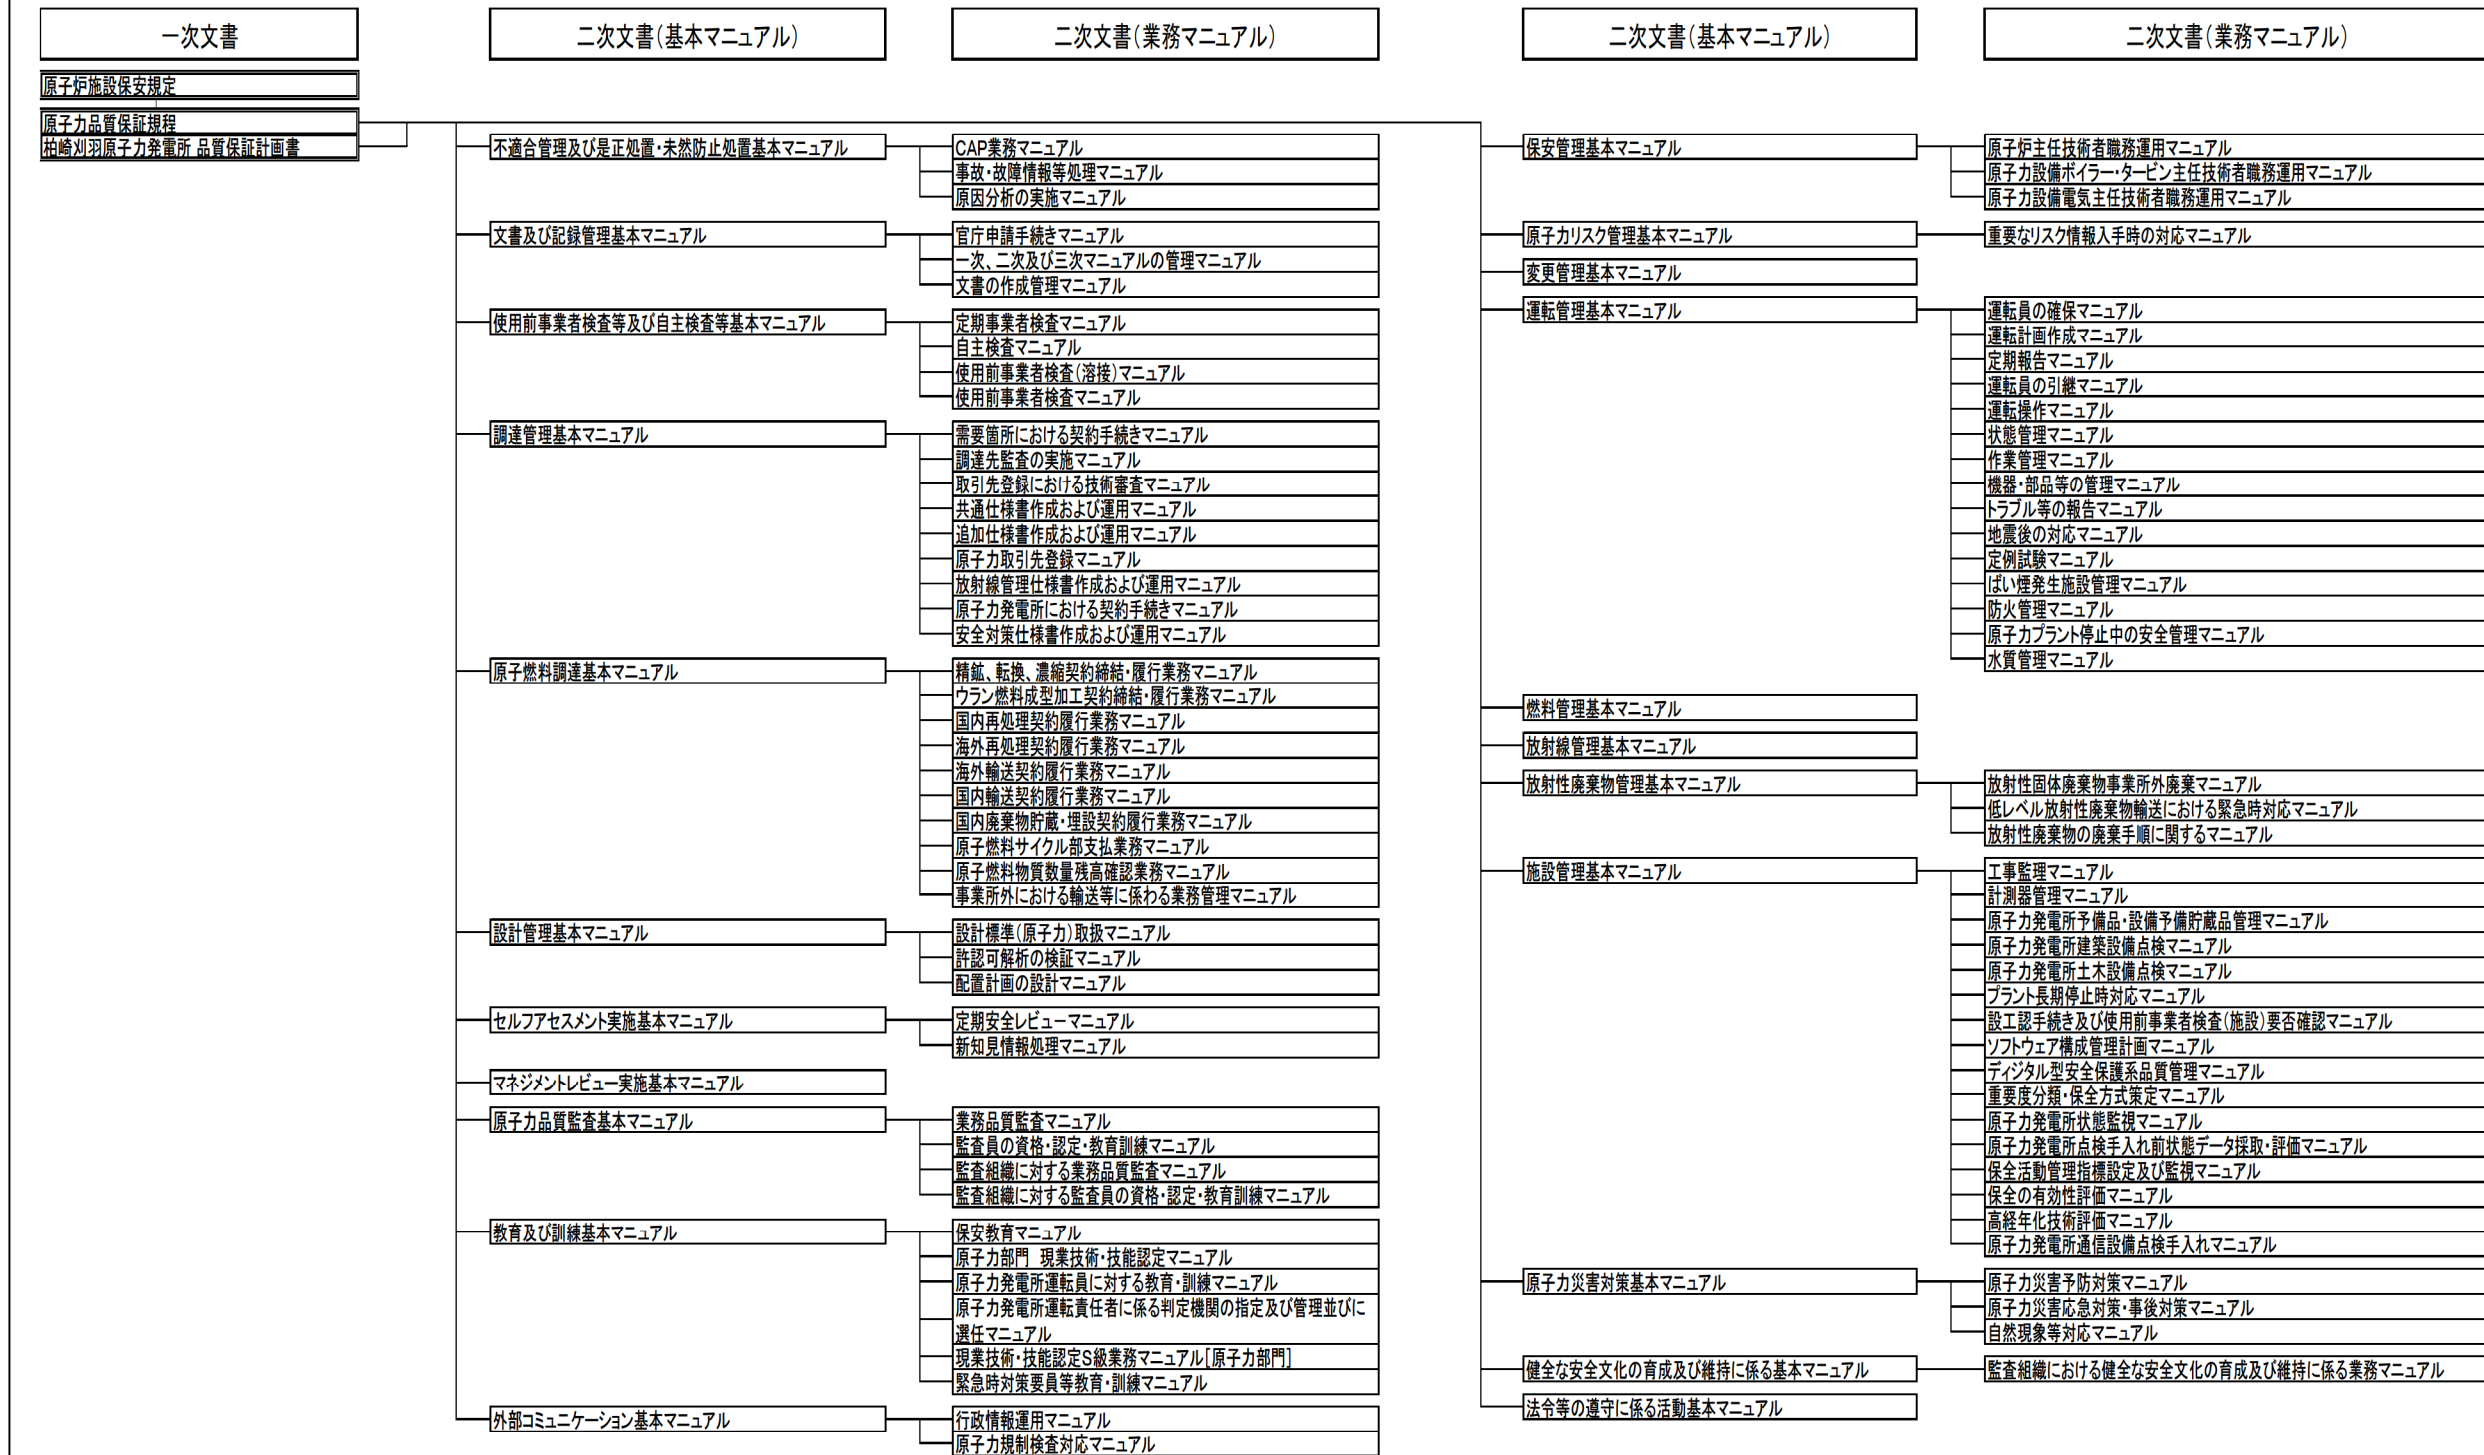 一次文書
二次文書(基本マニュアル)
二次文書(業務マニュアル)
二次文書(基本マニュアル)
二次文書(業務マニュアル)
原子炉施設保安規定
原子力品質保証規程
柏崎刈羽原子力発電所 品質保証計画書
不適合管理及び是正処置・未然防止処置基本マニュアル
CAP業務マニュアル
事故・故障情報等処理マニュアル
原因分析の実施マニュアル
文書及び記録管理基本マニュアル
官庁申請手続きマニュアル
一次、二次及び三次マニュアルの管理マニュアル
文書の作成管理マニュアル
使用前事業者検査等及び自主検査等基本マニュアル
定期事業者検査マニュアル
自主検査マニュアル
使用前事業者検査(溶接)マニュアル
使用前事業者検査マニュアル
調達管理基本マニュアル
需要箇所における契約手続きマニュアル
調達先監査の実施マニュアル
取引先登録における技術審査マニュアル
共通仕様書作成および運用マニュアル
追加仕様書作成および運用マニュアル
原子力取引先登録マニュアル
放射線管理仕様書作成および運用マニュアル
原子力発電所における契約手続きマニュアル
安全対策仕様書作成および運用マニュアル
原子燃料調達基本マニュアル
精鉱、転換、濃縮契約締結・履行業務マニュアル
ウラン燃料成型加工契約締結・履行業務マニュアル
国内再処理契約履行業務マニュアル
海外再処理契約履行業務マニュアル
海外輸送契約履行業務マニュアル
国内輸送契約履行業務マニュアル
国内廃棄物貯蔵・埋設契約履行業務マニュアル
原子燃料サイクル部支払業務マニュアル
原子燃料物質数量残高確認業務マニュアル
事業所外における輸送等に係わる業務管理マニュアル
設計管理基本マニュアル
設計標準(原子力)取扱マニュアル
許認可解析の検証マニュアル
配置計画の設計マニュアル
セルフアセスメント実施基本マニュアル
定期安全レビューマニュアル
新知見情報処理マニュアル
マネジメントレビュー実施基本マニュアル
原子力品質監査基本マニュアル
業務品質監査マニュアル
監査員の資格・認定・教育訓練マニュアル
監査組織に対する業務品質監査マニュアル
監査組織に対する監査員の資格・認定・教育訓練マニュアル
教育及び訓練基本マニュアル
保安教育マニュアル
原子力部門 現業技術・技能認定マニュアル
原子力発電所運転員に対する教育・訓練マニュアル
原子力発電所運転責任者に係る判定機関の指定及び管理並びに
選任マニュアル
現業技術・技能認定S級業務マニュアル[原子力部門]
緊急時対策要員等教育・訓練マニュアル
外部コミュニケーション基本マニュアル
行政情報運用マニュアル
原子力規制検査対応マニュアル
保安管理基本マニュアル
原子炉主任技術者職務運用マニュアル
原子力設備ボイラー・タービン主任技術者職務運用マニュアル
原子力設備電気主任技術者職務運用マニュアル
原子力リスク管理基本マニュアル
重要なリスク情報入手時の対応マニュアル
変更管理基本マニュアル
運転管理基本マニュアル
運転員の確保マニュアル
運転計画作成マニュアル
定期報告マニュアル
運転員の引継マニュアル
運転操作マニュアル
状態管理マニュアル
作業管理マニュアル
機器・部品等の管理マニュアル
トラブル等の報告マニュアル
地震後の対応マニュアル
定例試験マニュアル
ばい煙発生施設管理マニュアル
防火管理マニュアル
原子力プラント停止中の安全管理マニュアル
水質管理マニュアル
燃料管理基本マニュアル
放射線管理基本マニュアル
放射性廃棄物管理基本マニュアル
放射性固体廃棄物事業所外廃棄マニュアル
低レベル放射性廃棄物輸送における緊急時対応マニュアル
放射性廃棄物の廃棄手順に関するマニュアル
施設管理基本マニュアル
工事監理マニュアル
計測器管理マニュアル
原子力発電所予備品・設備予備貯蔵品管理マニュアル
原子力発電所建築設備点検マニュアル
原子力発電所土木設備点検マニュアル
プラント長期停止時対応マニュアル
設工認手続き及び使用前事業者検査(施設)要否確認マニュアル
ソフトウェア構成管理計画マニュアル
ディジタル型安全保護系品質管理マニュアル
重要度分類・保全方式策定マニュアル
原子力発電所状態監視マニュアル
原子力発電所点検手入れ前状態データ採取・評価マニュアル
保全活動管理指標設定及び監視マニュアル
保全の有効性評価マニュアル
高経年化技術評価マニュアル
原子力発電所通信設備点検手入れマニュアル
原子力災害対策基本マニュアル
原子力災害予防対策マニュアル
原子力災害応急対策・事後対策マニュアル
自然現象等対応マニュアル
健全な安全文化の育成及び維持に係る基本マニュアル
監査組織における健全な安全文化の育成及び維持に係る業務マニュアル
法令等の遵守に係る活動基本マニュアル